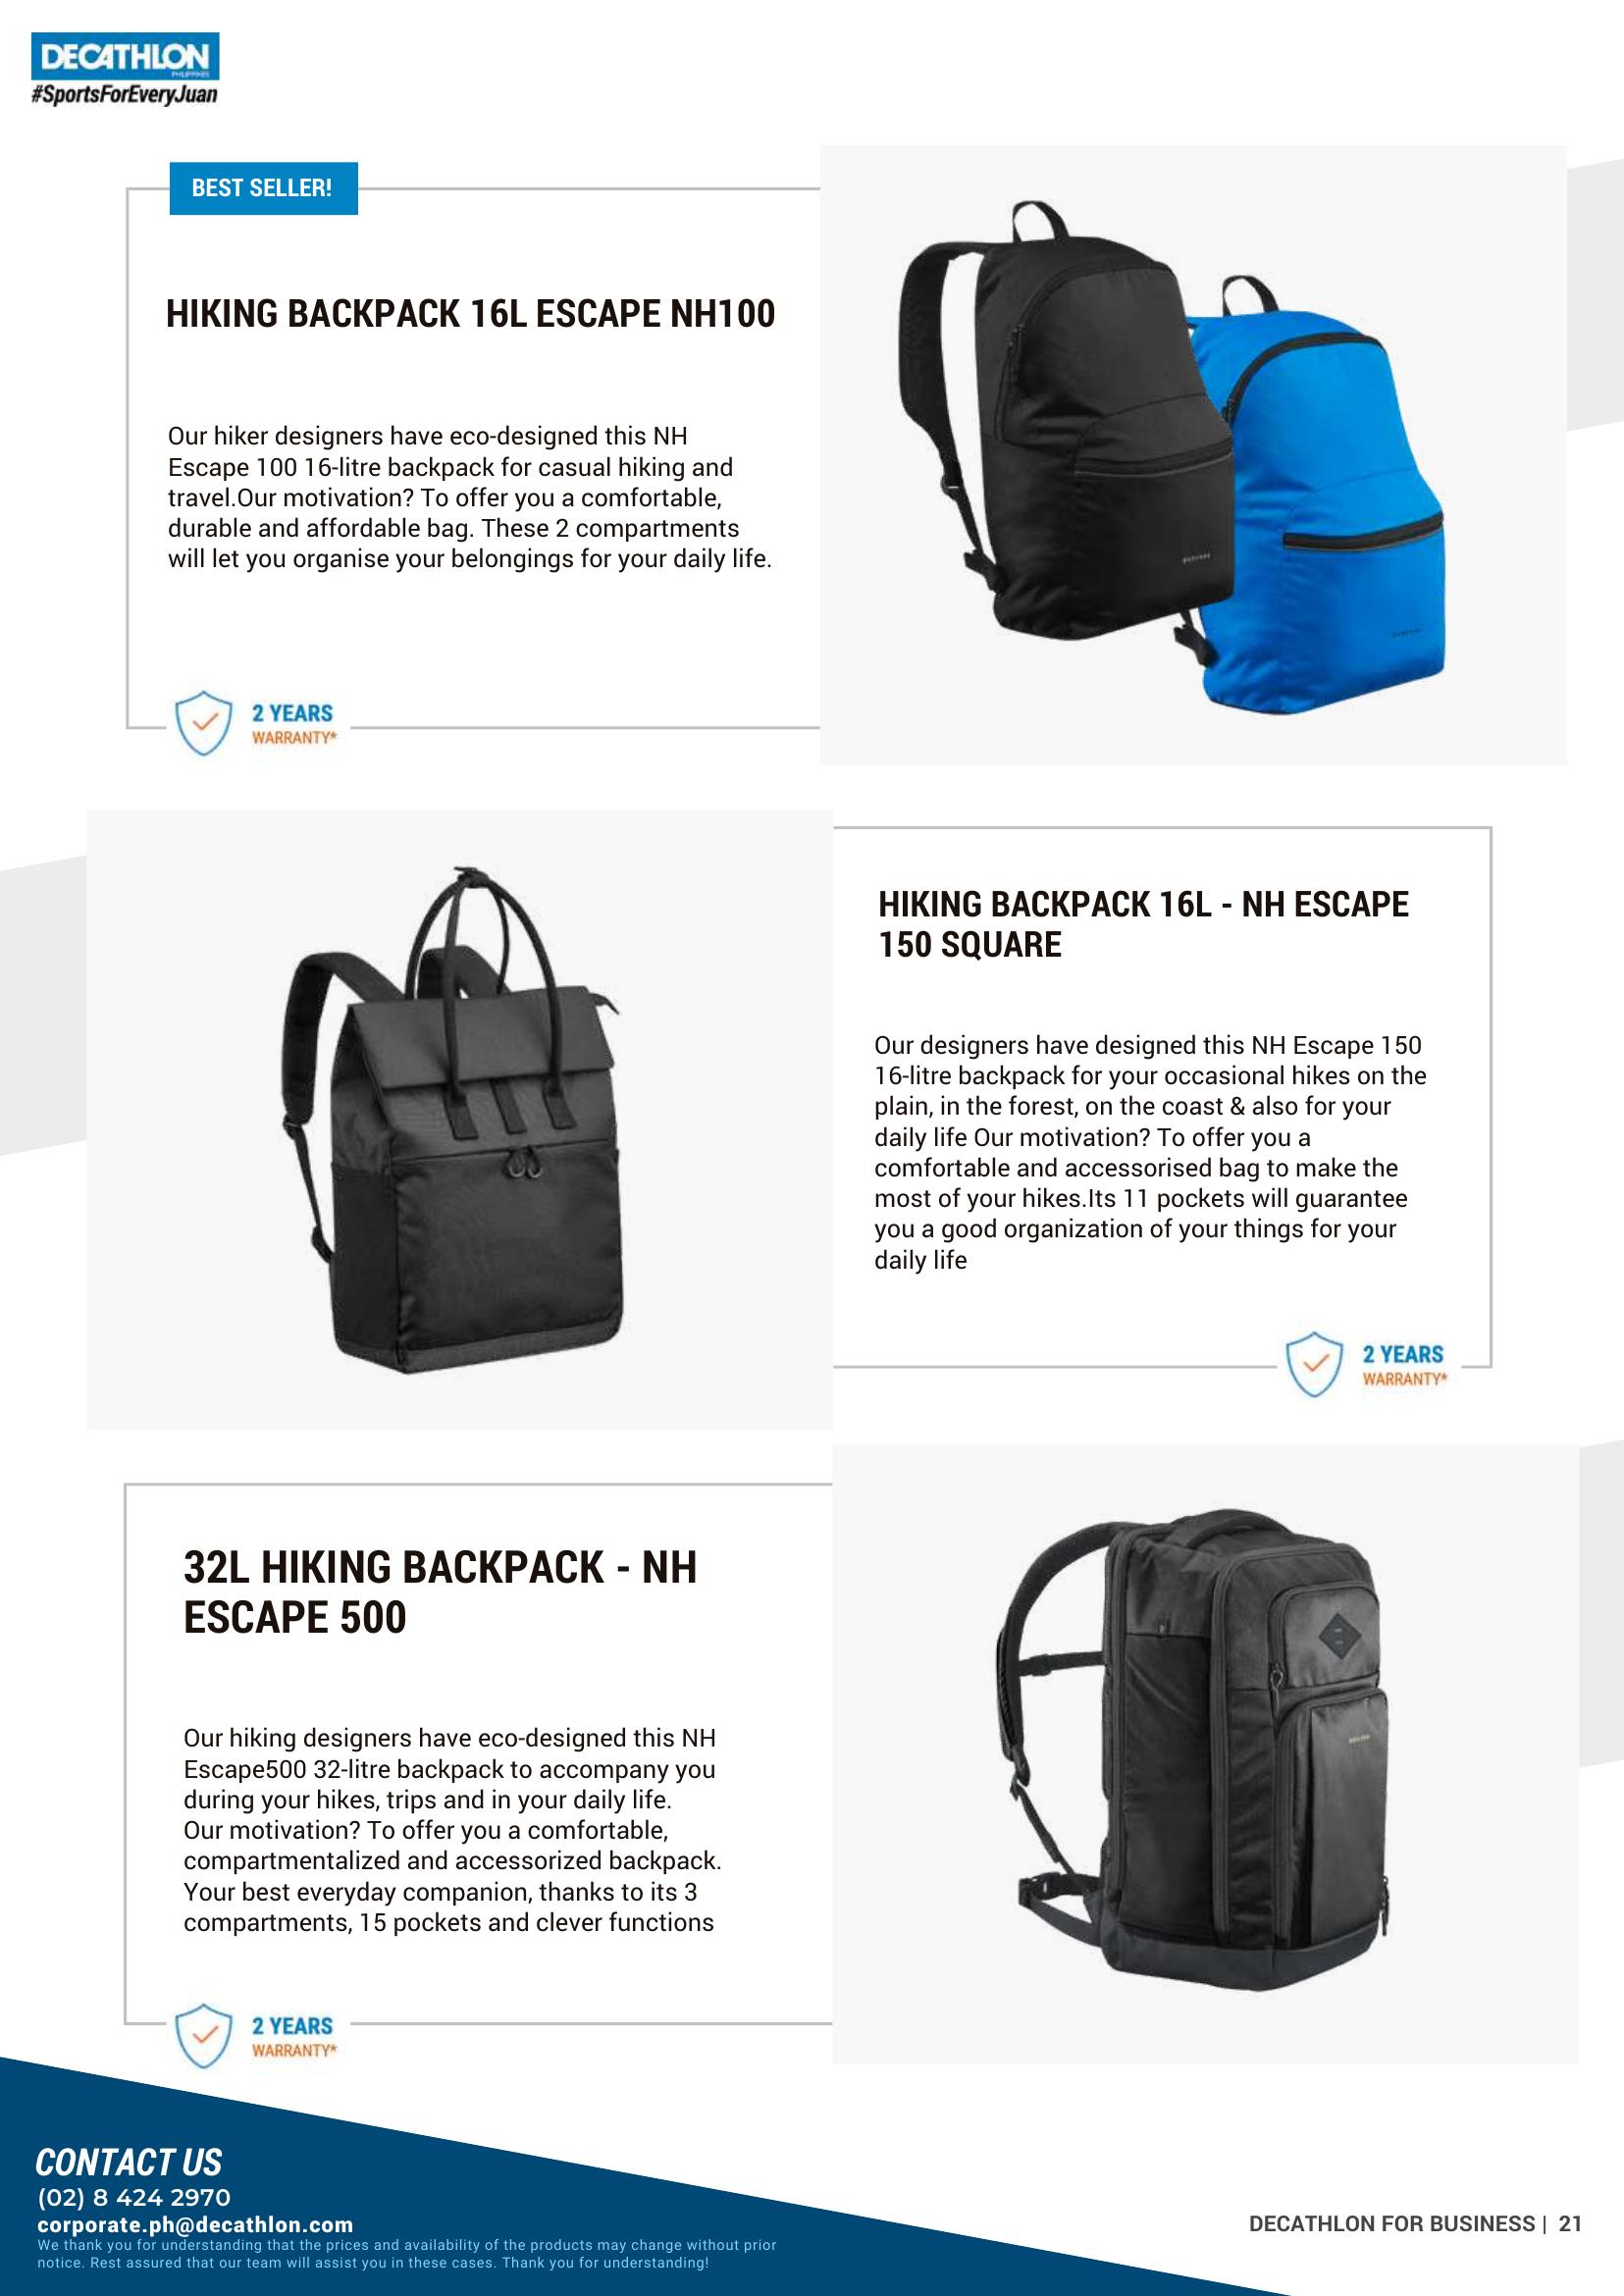 DECATHLON
PHILIPPINES
#SportsForEveryJuan
BEST SELLER!
HIKING BACKPACK 16L ESCAPE NH100
Our hiker designers have eco-designed this NH
Escape 100 16-litre backpack for casual hiking and
travel.Our motivation? To offer you a comfortable,
durable and affordable bag. These 2 compartments
will let you organise your belongings for your daily life.
2 YEARS
WARRANTY*
HIKING BACKPACK 16L - NH ESCAPE
150 SQUARE
Our designers have designed this NH Escape 150
16-litre backpack for your occasional hikes on the
plain, in the forest, on the coast & also for your
daily life Our motivation? To offer you a
comfortable and accessorised bag to make the
most of your hikes.Its 11 pockets will guarantee
you a good organization of your things for your
daily life
2 YEARS
WARRANTY*
32L HIKING BACKPACK - NH
ESCAPE 500
Our hiking designers have eco-designed this NH
Escape500 32-litre backpack to accompany you
during your hikes, trips and in your daily life.
Our motivation? To offer you a comfortable,
compartmentalized and accessorized backpack.
Your best everyday companion, thanks to its 3
compartments, 15 pockets and clever functions
2 YEARS
WARRANTY*
CONTACT US
(02) 8 424 2970
corporate.ph@decathlon.com
We thank you for understanding that the prices and availability of the products may change without prior
notice. Rest assured that our team will assist you in these cases. Thank you for understanding!
DECATHLON FOR BUSINESS | 21